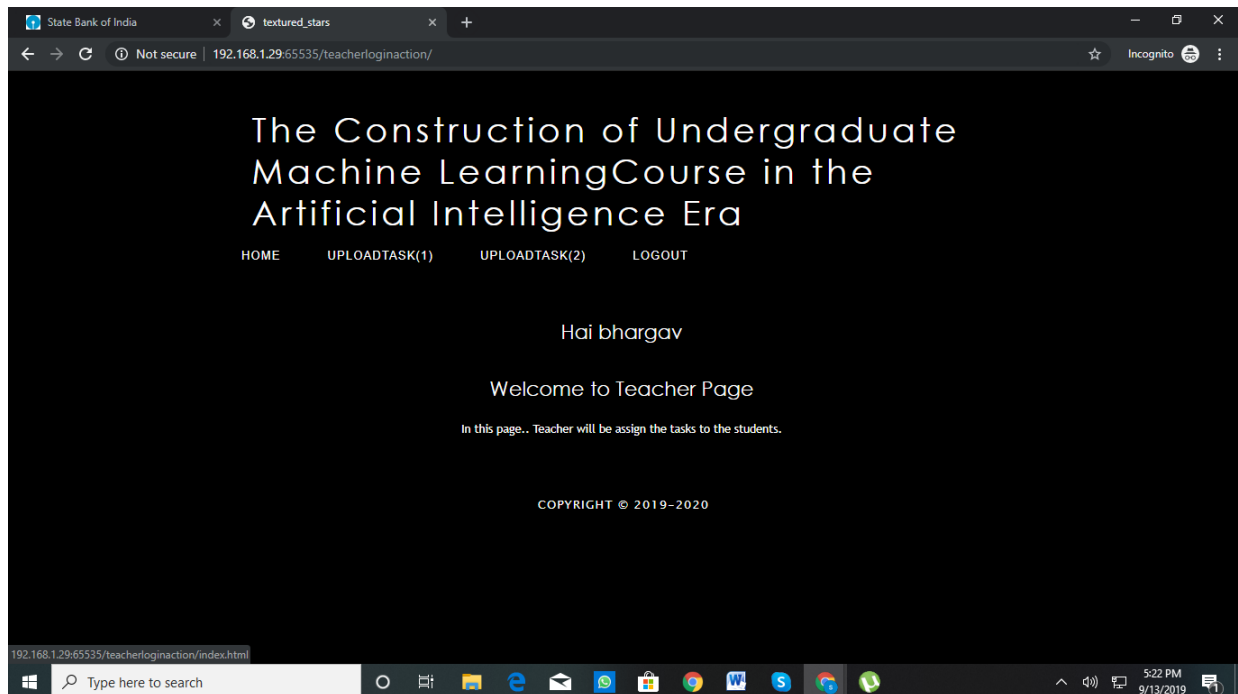 State Bank of India
textured_stars
Not secure
192.168.1.29:65535/teacherloginaction/
Incognito
The Construction of Undergraduate
Machine LearningCourse in the
Artificial Intelligence Era
HOME UPLOADTASK(1) UPLOADTASK(2) LOGOUT
Hai bhargav
Welcome to Teacher Page
In this page.. Teacher will be assign the tasks to the students.
COPYRIGHT © 2019-2020
192.168.1.29:65535/teacherloginaction/index.html
Type here to search
5:22 PM
9/13/2019